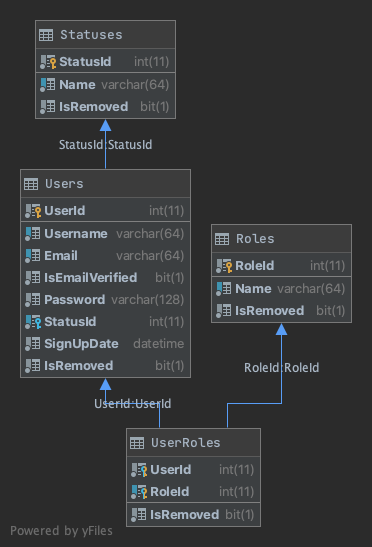 Statuses
StatusId int(11)
Name varchar(64)
IsRemoved bit(1)
StatusId:StatusId
Users
UserId int(11)
Username varchar(64)
Email varchar(64)
IsEmailVerified bit(1)
Password varchar(128)
StatusId int(11)
SignUpDate datetime
IsRemoved bit(1)
Roles
RoleId int(11)
Name varchar(64)
IsRemoved bit(1)
RoleId:RoleId
UserId:UserId
UserRoles
UserId int(11)
RoleId int(11)
IsRemoved bit(1)
Powered by yFiles